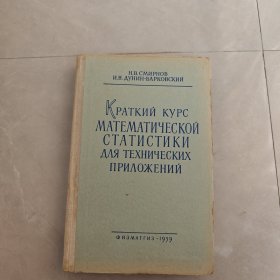 Н.В. СМИРНОВ
И.В. ДУНИН-БАРКОВСКИЙ
КРАТКИЙ КУРС
МАТЕМАТИЧЕСКОЙ
СТАТИСТИКИ
ДЛЯ ТЕХНИЧЕСКИХ
ПРИЛОЖЕНИЙ
ФИЗМАТГИЗ - 1959